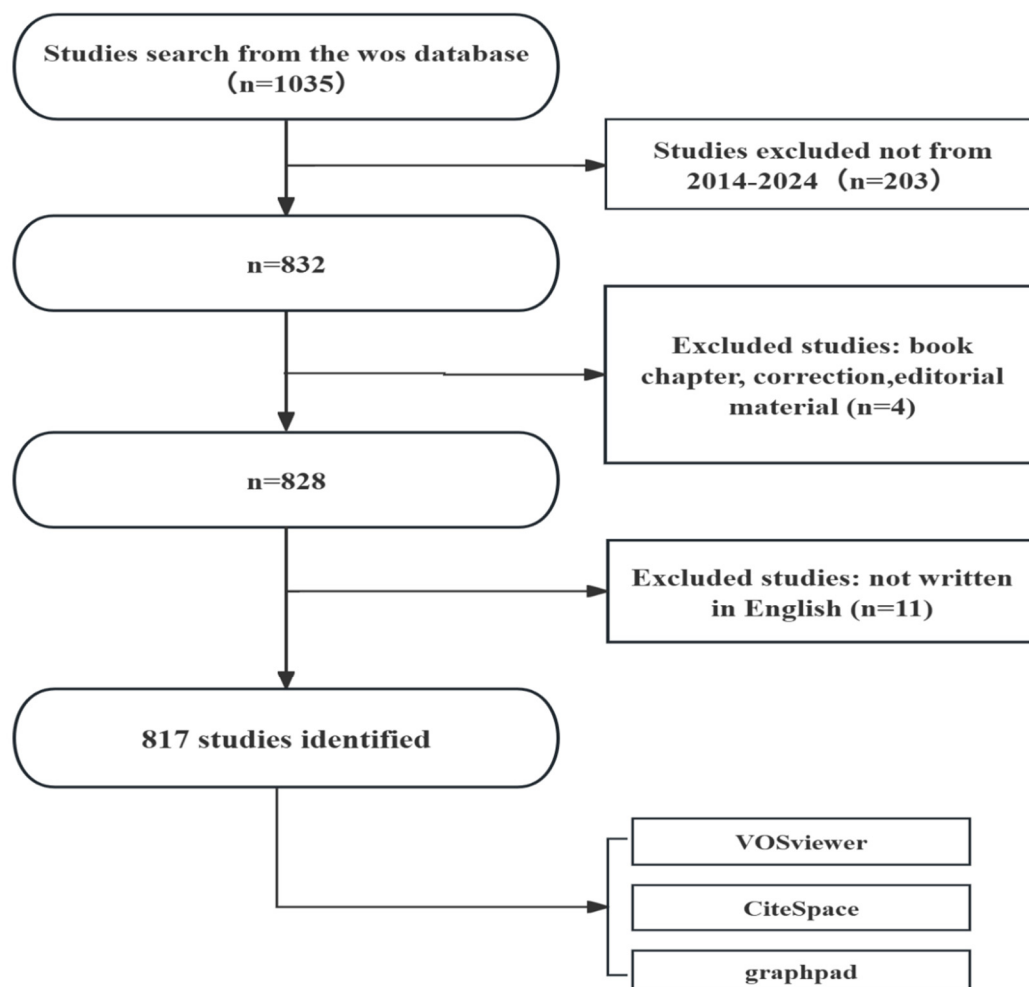 Studies search from the wos database
（n=1035）
Studies excluded not from
2014-2024（n=203）
n=832
Excluded studies: book
chapter, correction,editorial
material (n=4)
n=828
Excluded studies: not written
in English (n=11)
817 studies identified
VOSviewer
CiteSpace
graphpad